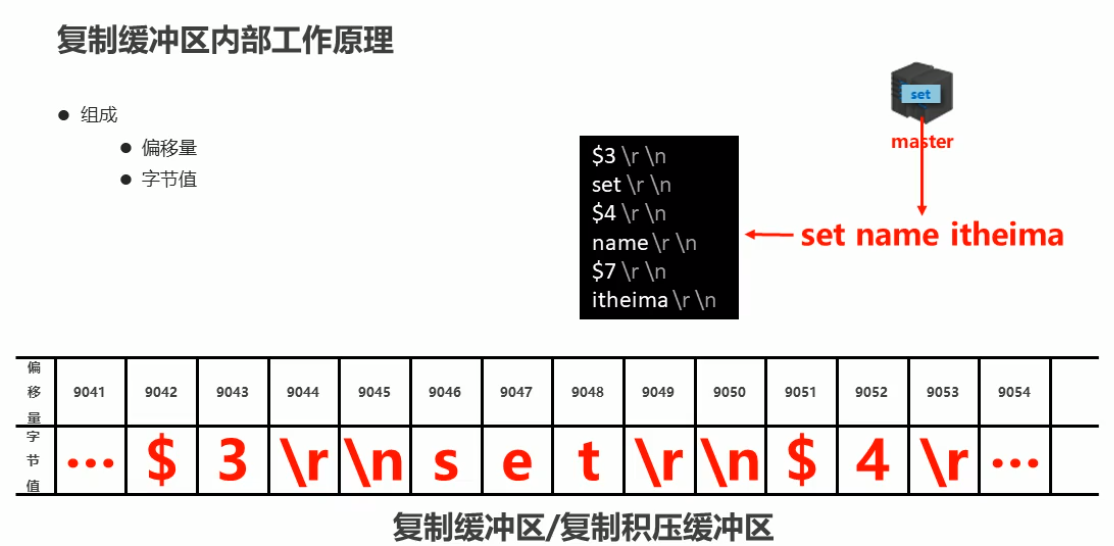 复制缓冲区内部工作原理
● 组成
● 偏移量
● 字节值
set
master
$3 \r \n
set \r \n
$4 \r \n
name \r \n
$7 \r \n
itheima \r \n
set name itheima
偏移量 9041 9042 9043 9044 9045 9046 9047 9048 9049 9050 9051 9052 9053 9054
字节值 ... $ 3 \r \n s e t \r \n $ 4 \r ...
复制缓冲区/复制积压缓冲区